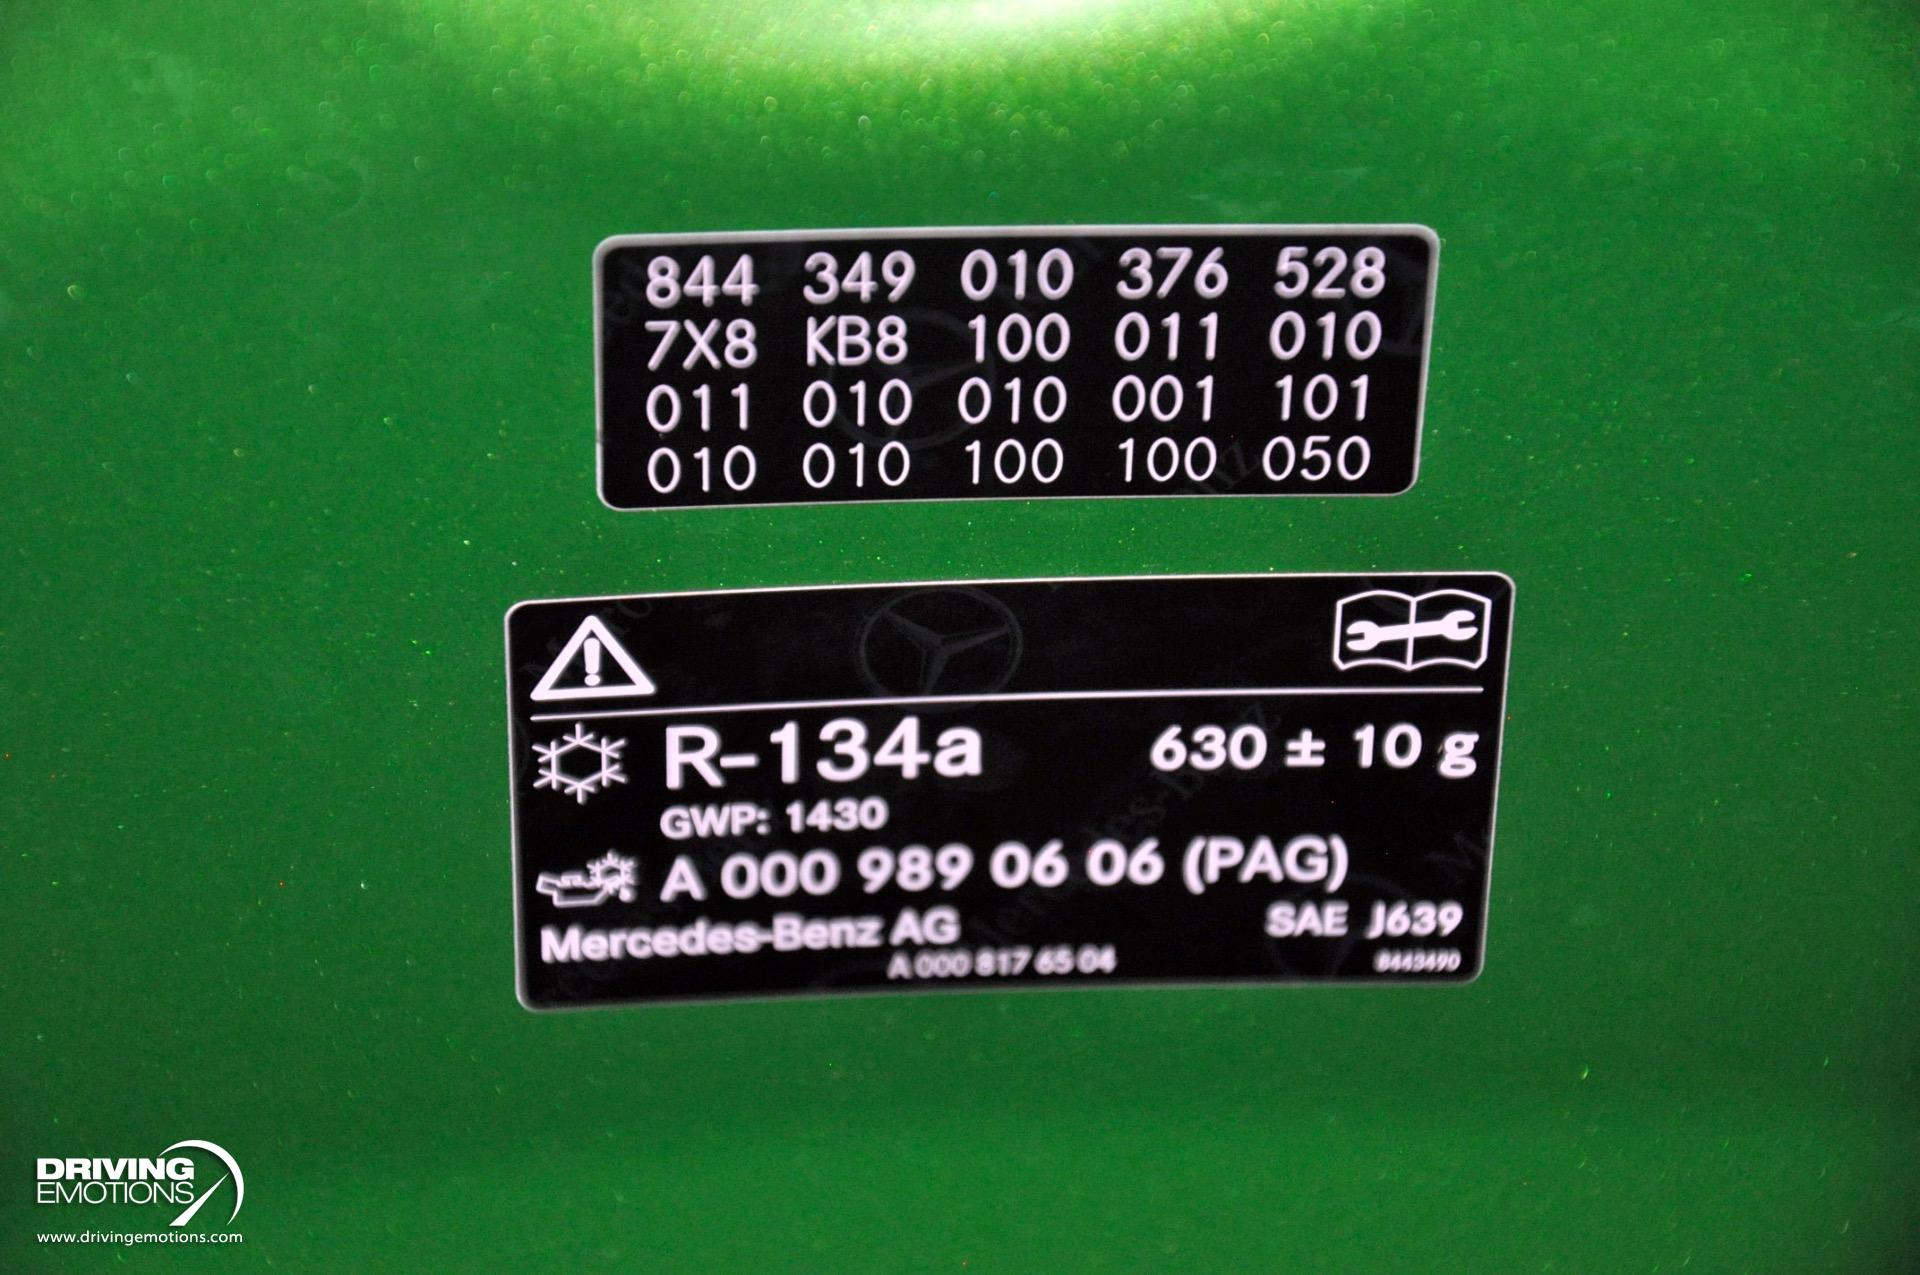 844 349 010 376 528
7X8 KB8 100 011 010
011 010 010 001 101
010 010 100 100 050
R-134a 630 ± 10 g
GWP: 1430
A 000 989 06 06 (PAG)
Mercedes-Benz AG SAE J639
A 000 817 65 04 8443490
DRIVING
EMOTIONS
www.drivingemotions.com